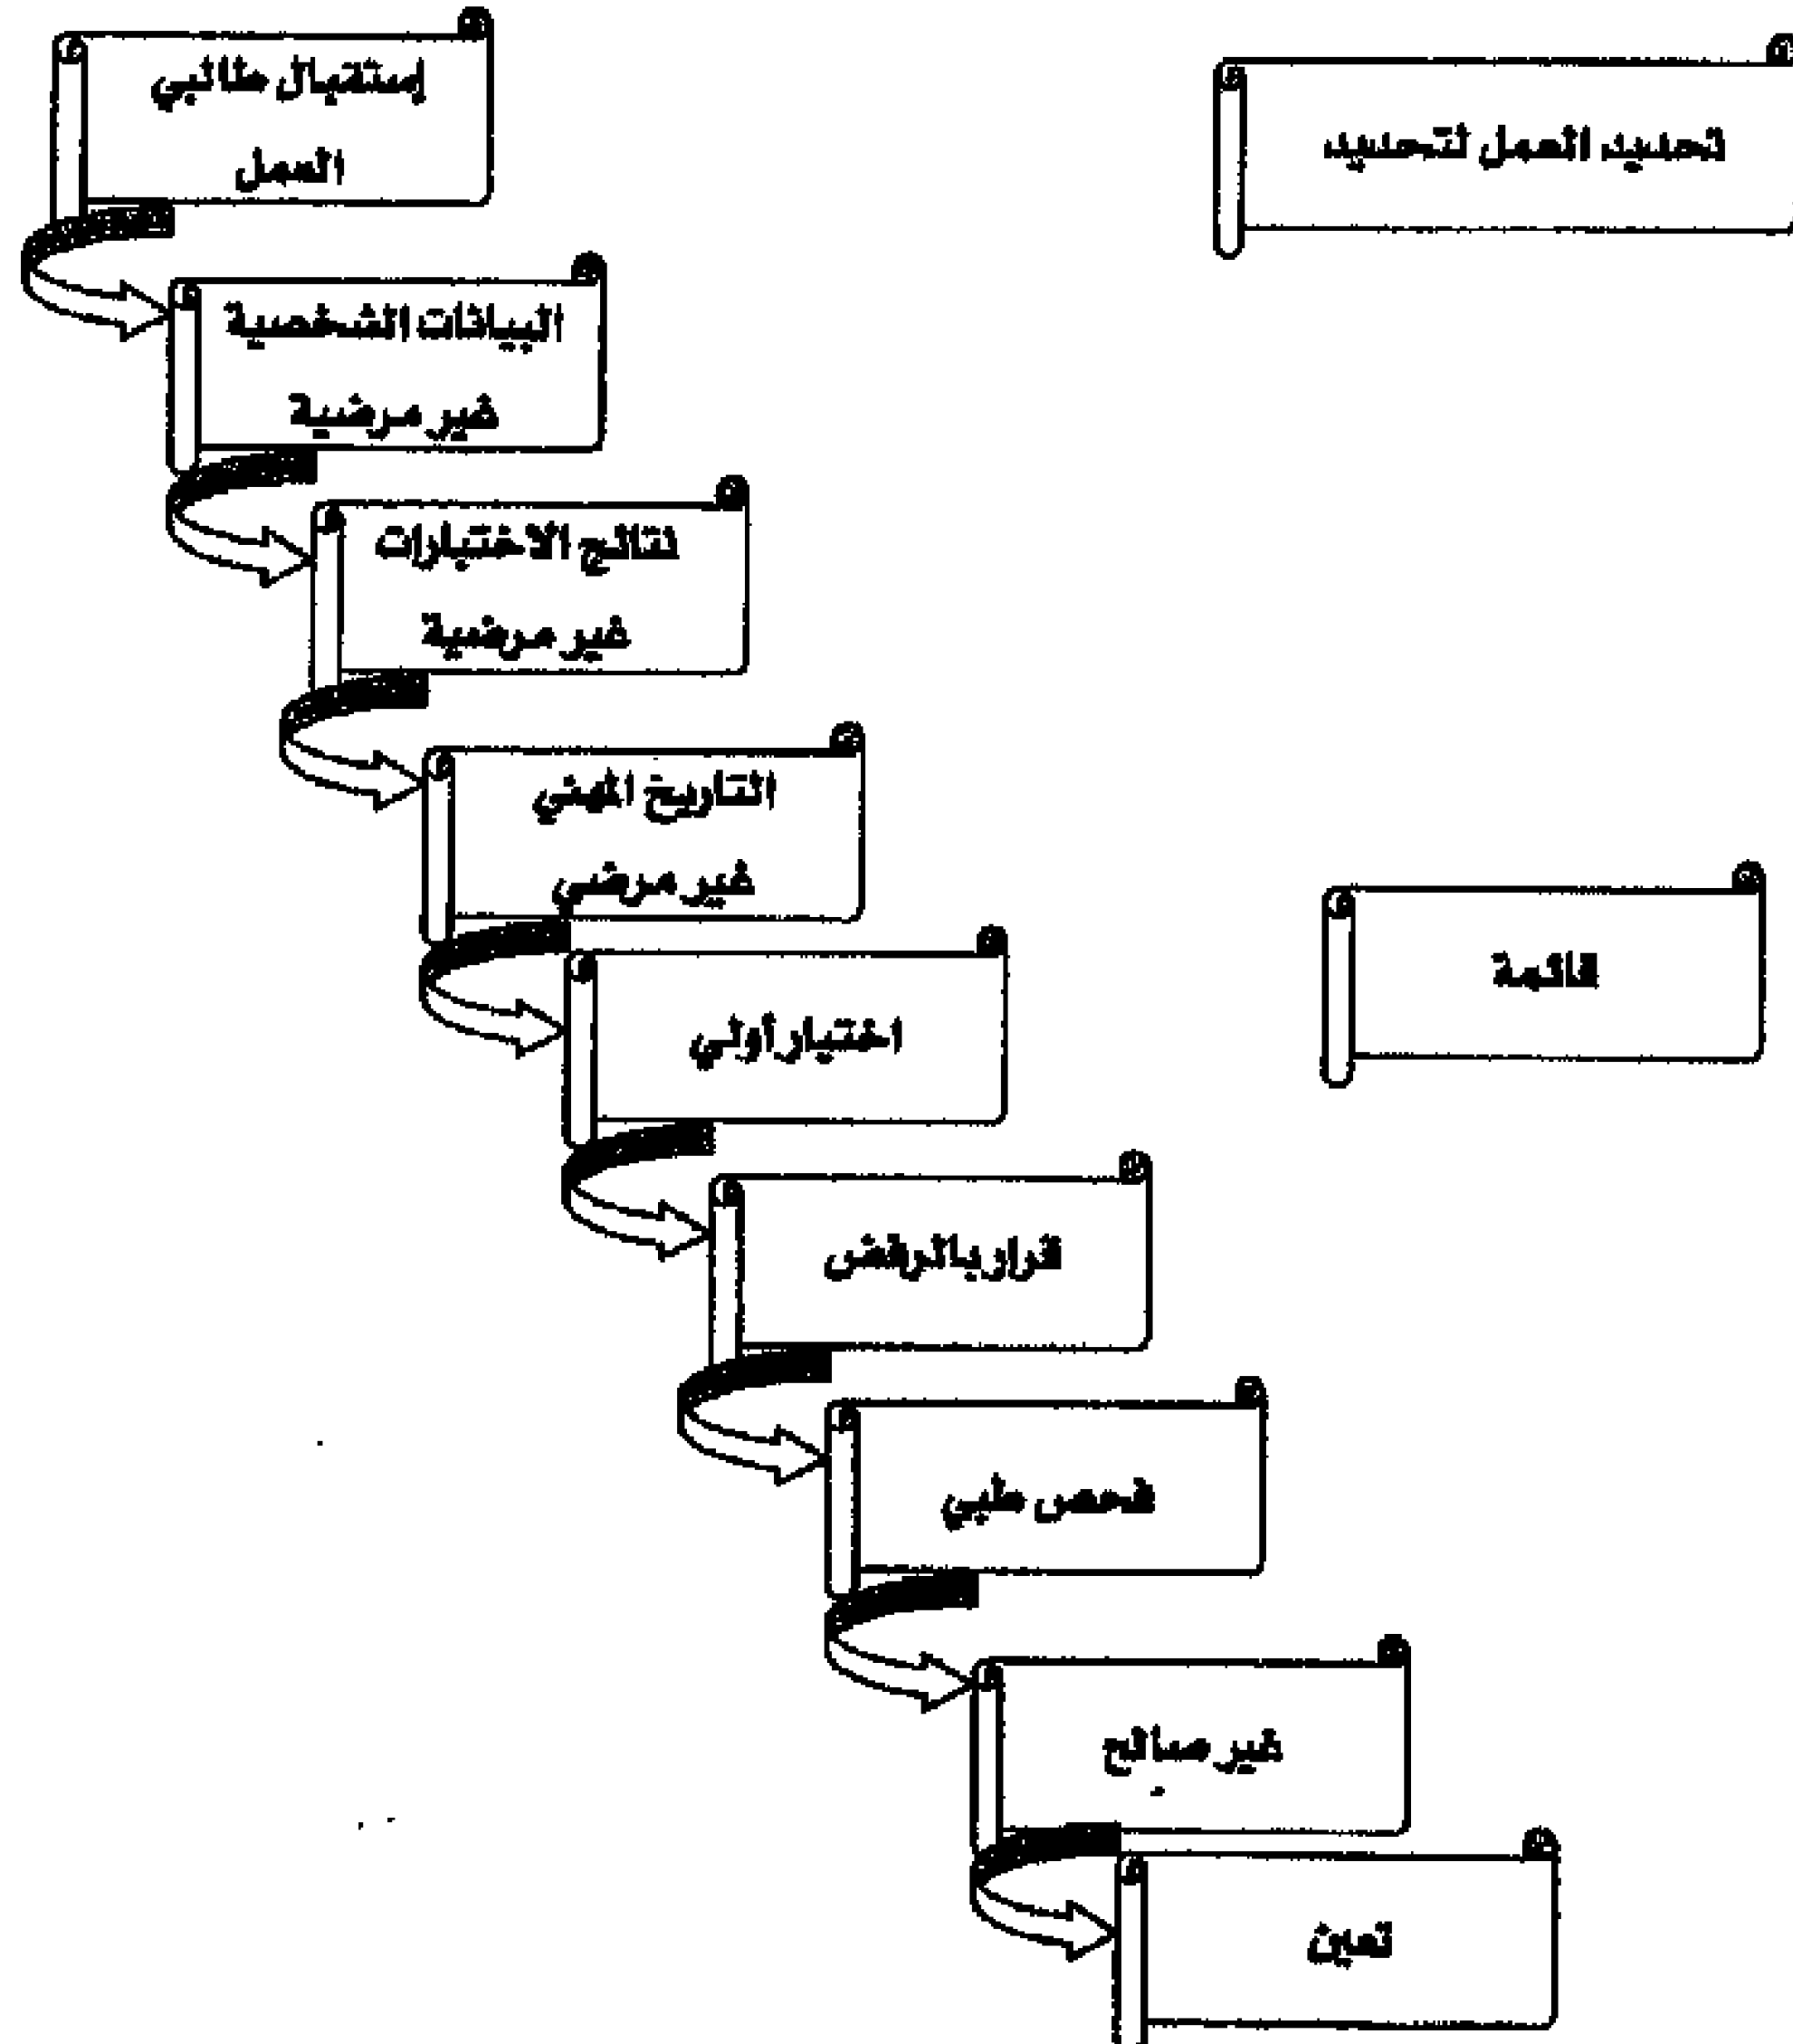 إستقبال طالبي
العمل
تحديد العمل لتحديد
البيانات الشخصية
غير مرضية
نتائج الاختبارات
غير مرضية
التاريخ المهني
غير مرضي
قائمة
اختيار أولي
قرار بالرفض
فحص طبي
غير صالح
تعين